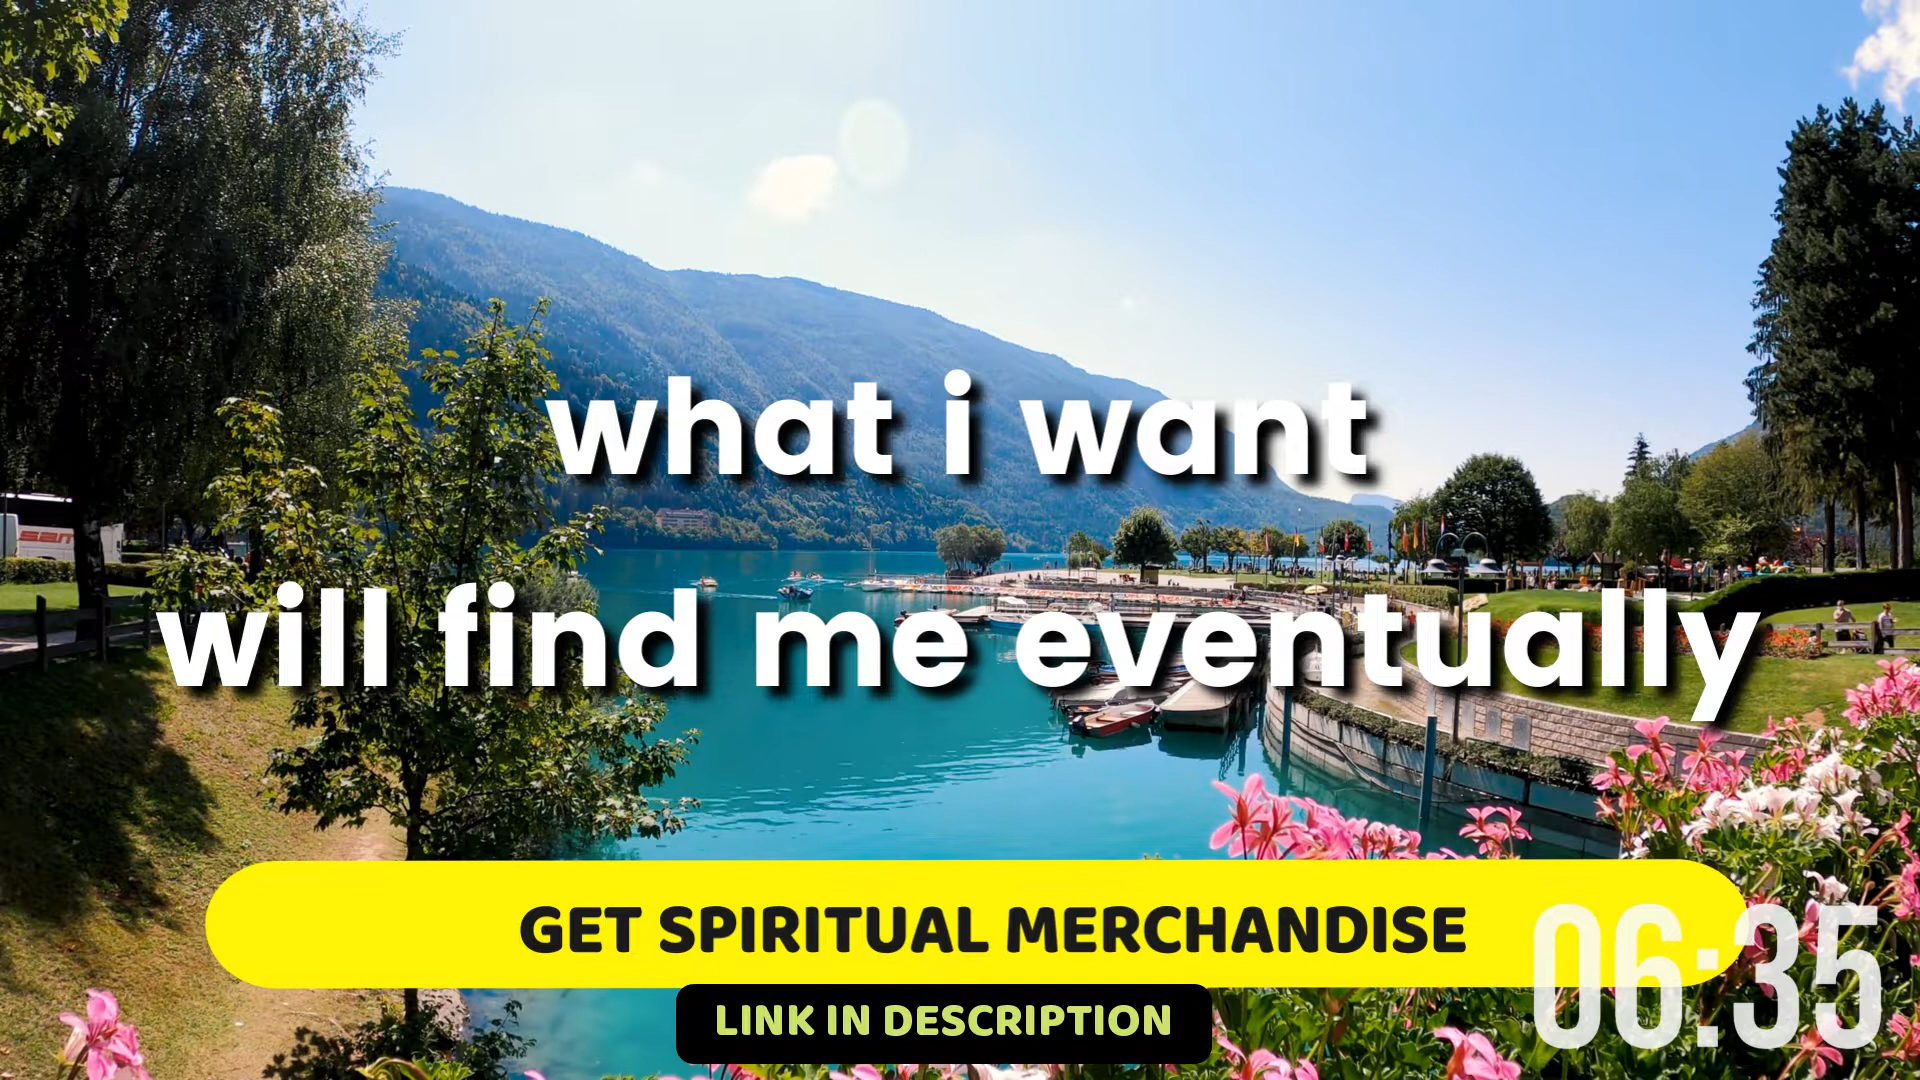 what i want
will find me eventually
GET SPIRITUAL MERCHANDISE
06:35
LINK IN DESCRIPTION